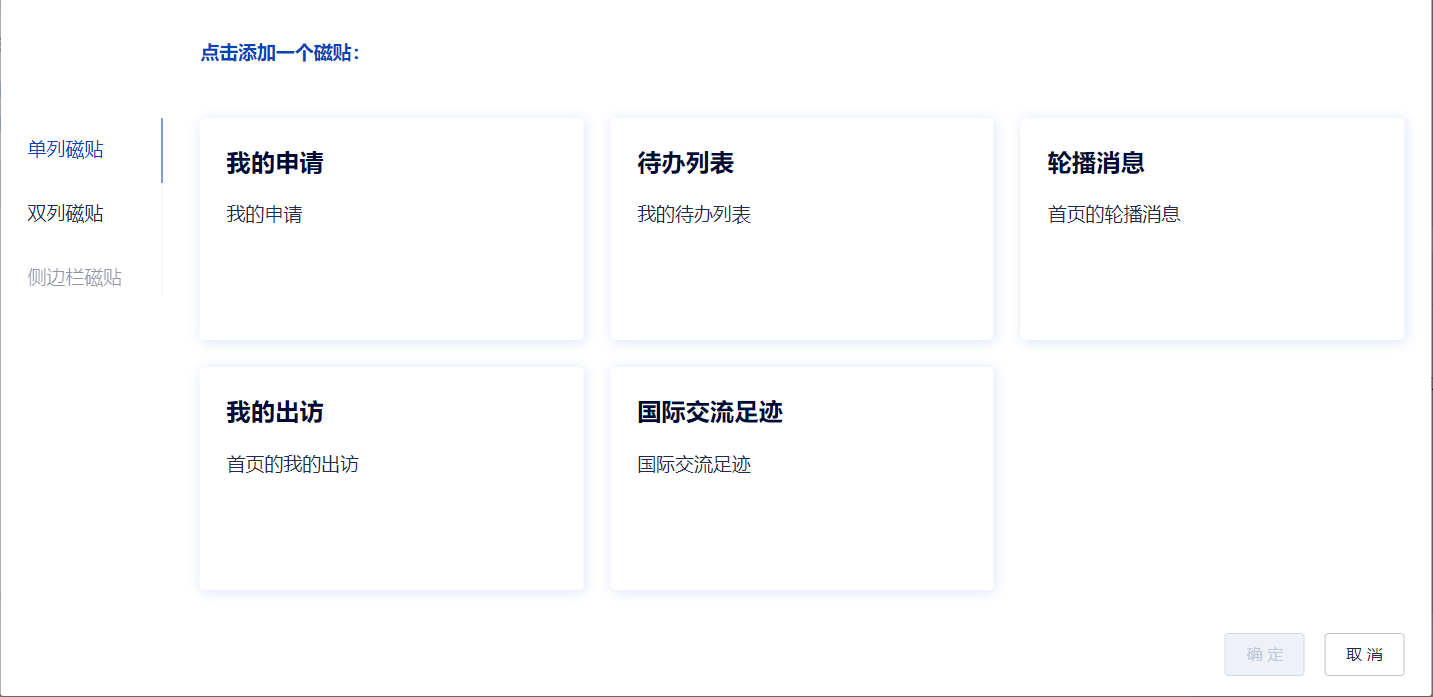 点击添加一个磁贴：
单列磁贴
双列磁贴
侧边栏磁贴
我的申请
我的申请
待办列表
我的待办列表
轮播消息
首页的轮播消息
我的出访
首页的我的出访
国际交流足迹
国际交流足迹
确 定
取 消